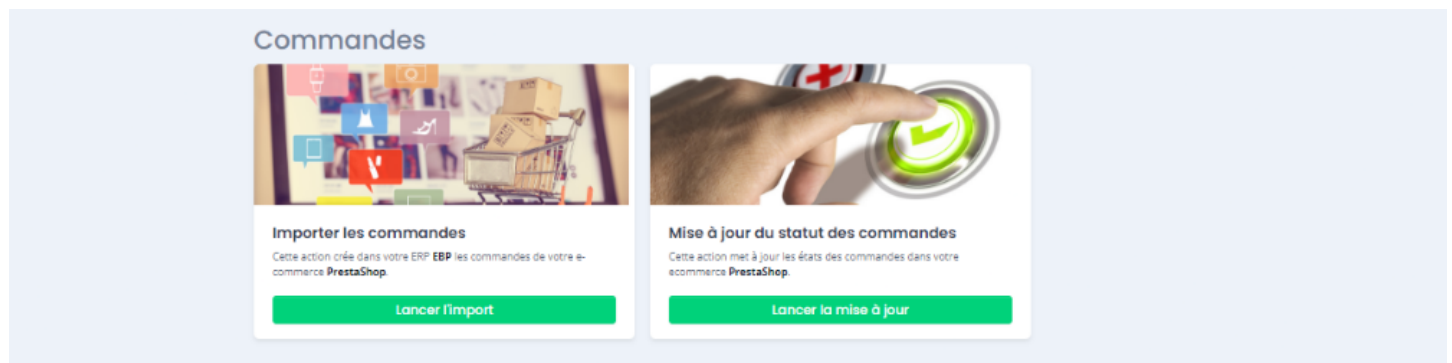 Commandes
Importer les commandes
Cette action crée dans votre ERP EBP les commandes de votre e-
commerce PrestaShop.
Lancer l'import
Mise à jour du statut des commandes
Cette action met à jour les états des commandes dans votre
ecommerce PrestaShop.
Lancer la mise à jour